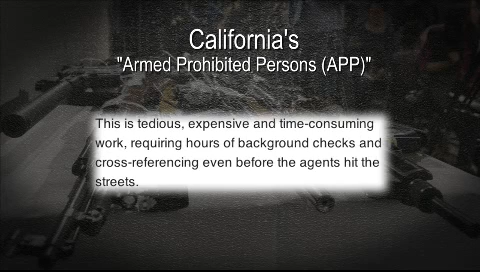 California's
"Armed Prohibited Persons (APP)"
This is tedious, expensive and time-consuming
work, requiring hours of background checks and
cross-referencing even before the agents hit the
streets.